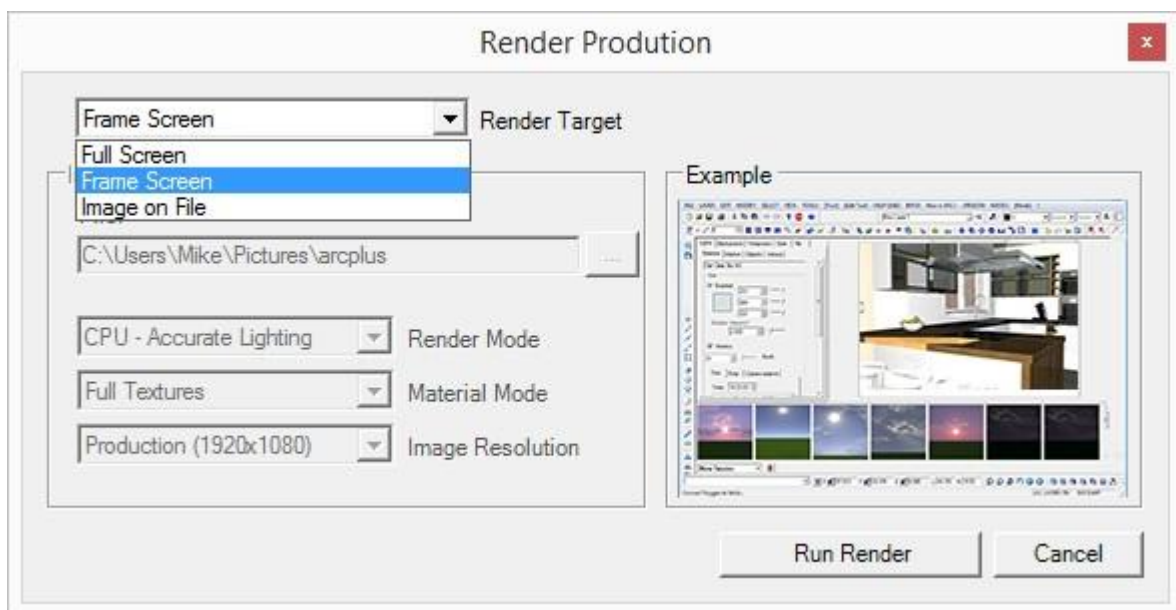 Render Prodution
x
Frame Screen
Render Target
Full Screen
Frame Screen
Image on File
C:\Users\Mike\Pictures\arcplus
...
CPU - Accurate Lighting
Render Mode
Full Textures
Material Mode
Production (1920x1080)
Image Resolution
Example
Run Render
Cancel